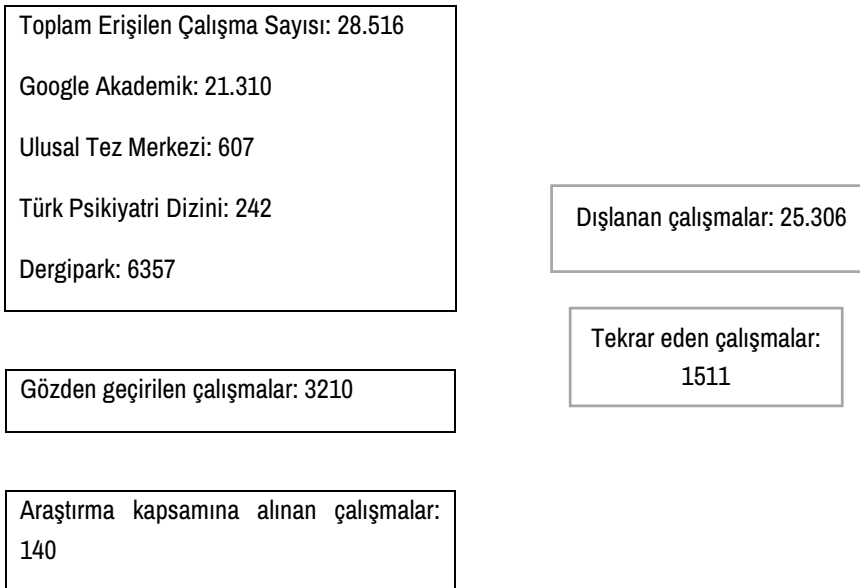 Toplam Erişilen Çalışma Sayısı: 28.516
Google Akademik: 21.310
Ulusal Tez Merkezi: 607
Türk Psikiyatri Dizini: 242
Dergipark: 6357
Dışlanan çalışmalar: 25.306
Tekrar eden çalışmalar:
1511
Gözden geçirilen çalışmalar: 3210
Araştırma kapsamına alınan çalışmalar:
140